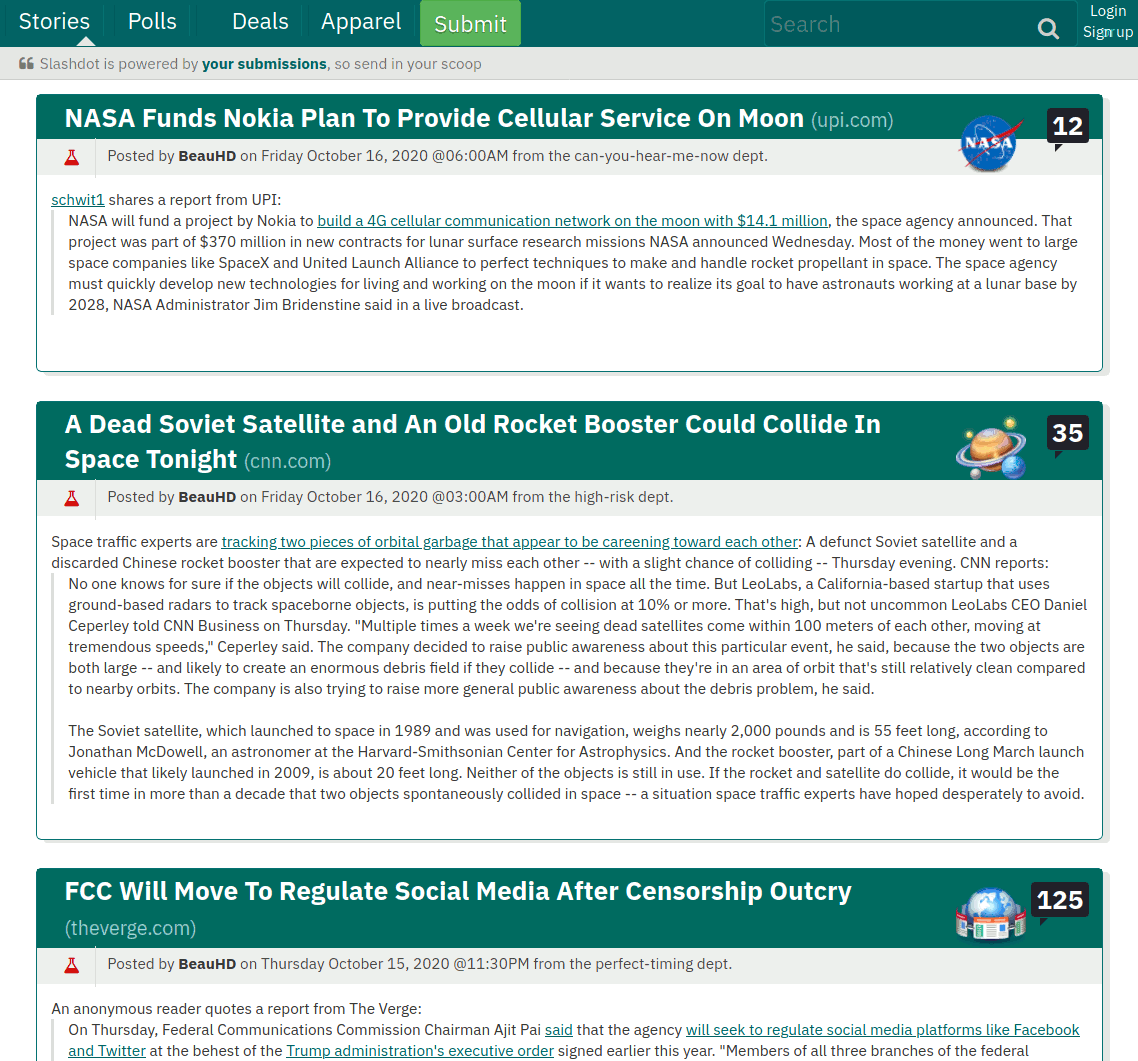 Stories Polls Deals Apparel Submit Search Login
Sign up
Slashdot is powered by your submissions, so send in your scoop
NASA Funds Nokia Plan To Provide Cellular Service On Moon (upi.com) NASA 12
Posted by BeauHD on Friday October 16, 2020 @06:00AM from the can-you-hear-me-now dept.
schwit1 shares a report from UPI:
NASA will fund a project by Nokia to build a 4G cellular communication network on the moon with $14.1 million, the space agency announced. That
project was part of $370 million in new contracts for lunar surface research missions NASA announced Wednesday. Most of the money went to large
space companies like SpaceX and United Launch Alliance to perfect techniques to make and handle rocket propellant in space. The space agency
must quickly develop new technologies for living and working on the moon if it wants to realize its goal to have astronauts working at a lunar base by
2028, NASA Administrator Jim Bridenstine said in a live broadcast.
A Dead Soviet Satellite and An Old Rocket Booster Could Collide In 35
Space Tonight (cnn.com)
Posted by BeauHD on Friday October 16, 2020 @03:00AM from the high-risk dept.
Space traffic experts are tracking two pieces of orbital garbage that appear to be careening toward each other: A defunct Soviet satellite and a
discarded Chinese rocket booster that are expected to nearly miss each other -- with a slight chance of colliding -- Thursday evening. CNN reports:
No one knows for sure if the objects will collide, and near-misses happen in space all the time. But LeoLabs, a California-based startup that uses
ground-based radars to track spaceborne objects, is putting the odds of collision at 10% or more. That's high, but not uncommon LeoLabs CEO Daniel
Ceperley told CNN Business on Thursday. "Multiple times a week we're seeing dead satellites come within 100 meters of each other, moving at
tremendous speeds," Ceperley said. The company decided to raise public awareness about this particular event, he said, because the two objects are
both large -- and likely to create an enormous debris field if they collide -- and because they're in an area of orbit that's still relatively clean compared
to nearby orbits. The company is also trying to raise more general public awareness about the debris problem, he said.
The Soviet satellite, which launched to space in 1989 and was used for navigation, weighs nearly 2,000 pounds and is 55 feet long, according to
Jonathan McDowell, an astronomer at the Harvard-Smithsonian Center for Astrophysics. And the rocket booster, part of a Chinese Long March launch
vehicle that likely launched in 2009, is about 20 feet long. Neither of the objects is still in use. If the rocket and satellite do collide, it would be the
first time in more than a decade that two objects spontaneously collided in space -- a situation space traffic experts have hoped desperately to avoid.
FCC Will Move To Regulate Social Media After Censorship Outcry 125
(theverge.com)
Posted by BeauHD on Thursday October 15, 2020 @11:30PM from the perfect-timing dept.
An anonymous reader quotes a report from The Verge:
On Thursday, Federal Communications Commission Chairman Ajit Pai said that the agency will seek to regulate social media platforms like Facebook
and Twitter at the behest of the Trump administration's executive order signed earlier this year. "Members of all three branches of the federal